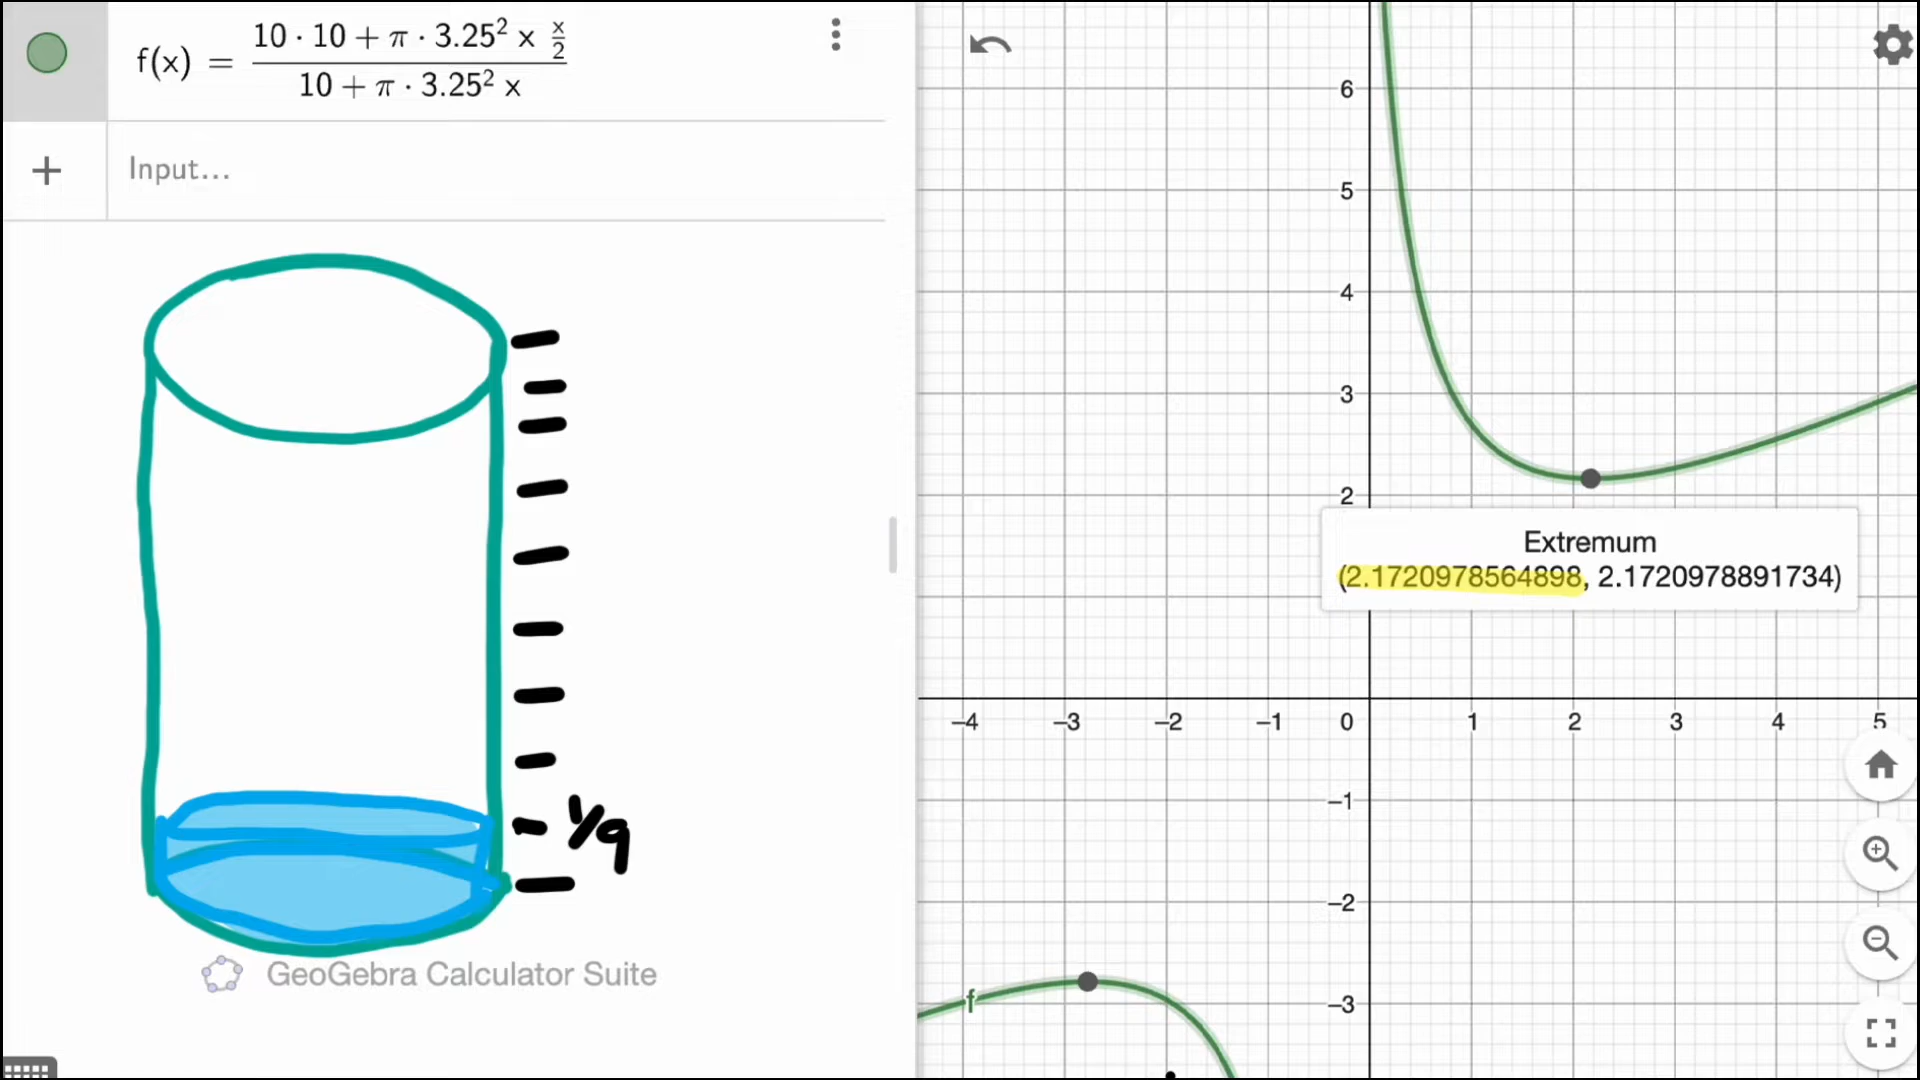 f(x) = (10 · 10 + π · 3.25² x x/2) / (10 + π · 3.25² x)
Input...
1/9
GeoGebra Calculator Suite
6
5
4
3
2
Extremum
(2.1720978564898, 2.1720978891734)
−4 −3 −2 −1 0 1 2 3 4 5
−1
−2
−3
f